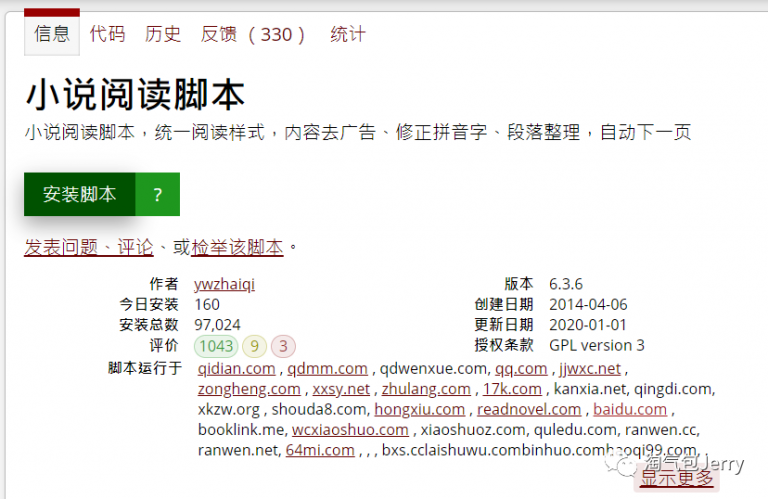 信息 代码 历史 反馈 (330) 统计
小说阅读脚本
小说阅读脚本，统一阅读样式，内容去广告、修正拼音字、段落整理，自动下一页
安装脚本 ?
发表问题、评论、或检举该脚本。
作者 ywzhaiqi 版本 6.3.6
今日安装 160 创建日期 2014-04-06
安装总数 97,024 更新日期 2020-01-01
评价 1043 9 3 授权条款 GPL version 3
脚本运行于 qidian.com , qdmm.com , qdwenxue.com, qq.com , jjwxc.net ,
zongheng.com , xxsy.net , zhulang.com , 17k.com , kanxia.net, qingdi.com,
xkzw.org , shouda8.com, hongxiu.com , readnovel.com , baidu.com ,
booklink.me, wcxiaoshuo.com , xiaoshuoz.com, quledu.com, ranwen.cc,
ranwen.net, 64mi.com , , , bxs.cclaishuwu.combinhuo.combaoqi99.com,
淘气包Jerry
显示更多